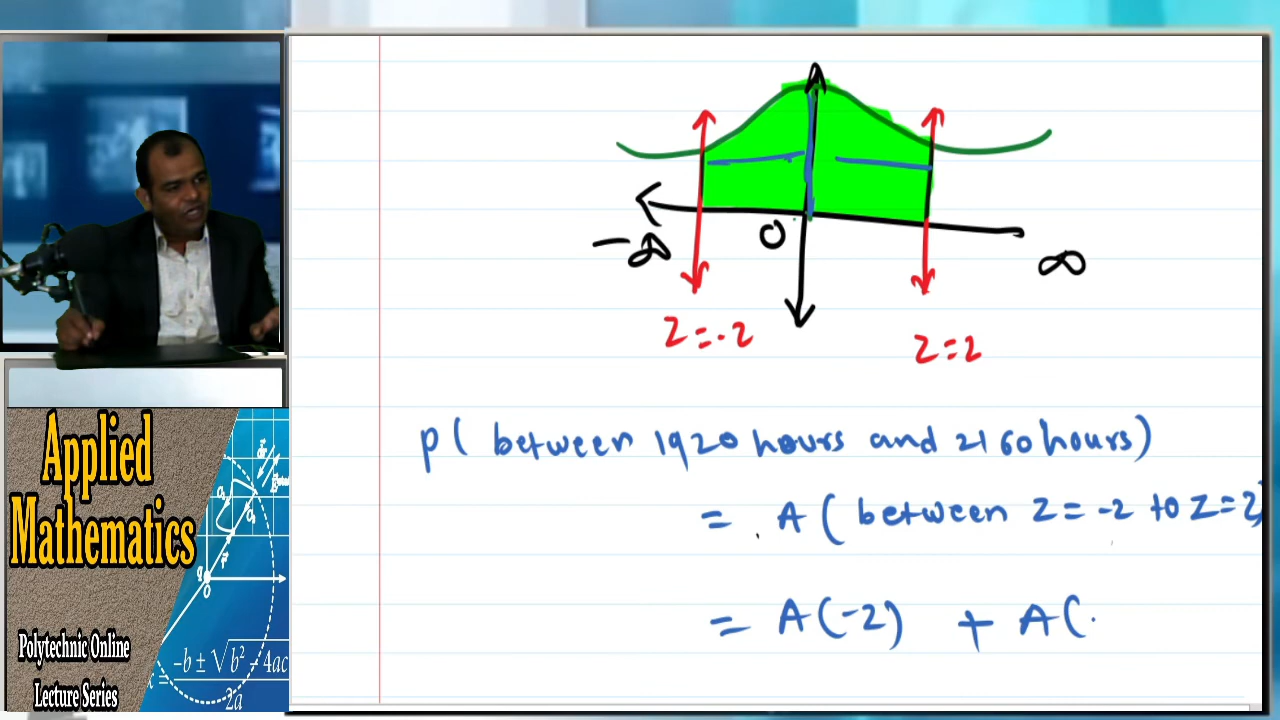 -∞
0
∞
Z=-2
Z=2
P( between 1920 hours and 2160 hours)
= A( between Z= -2 to Z=2)
= A(-2) + A(
Applied
Mathematics
Polytechnic Online
Lecture Series
-b ± √b² - 4ac
=
2a